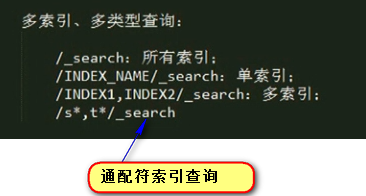 多索引、多类型查询：
/_search：所有索引；
/INDEX_NAME/_search：单索引；
/INDEX1,INDEX2/_search：多索引；
/s*,t*/_search
通配符索引查询